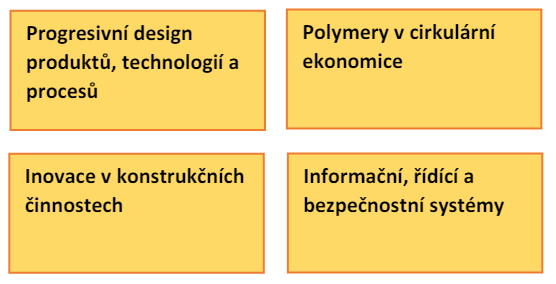 Progresivní design
produktů, technologií a
procesů
Polymery v cirkulární
ekonomice
Inovace v konstrukčních
činnostech
Informační, řídící a
bezpečnostní systémy